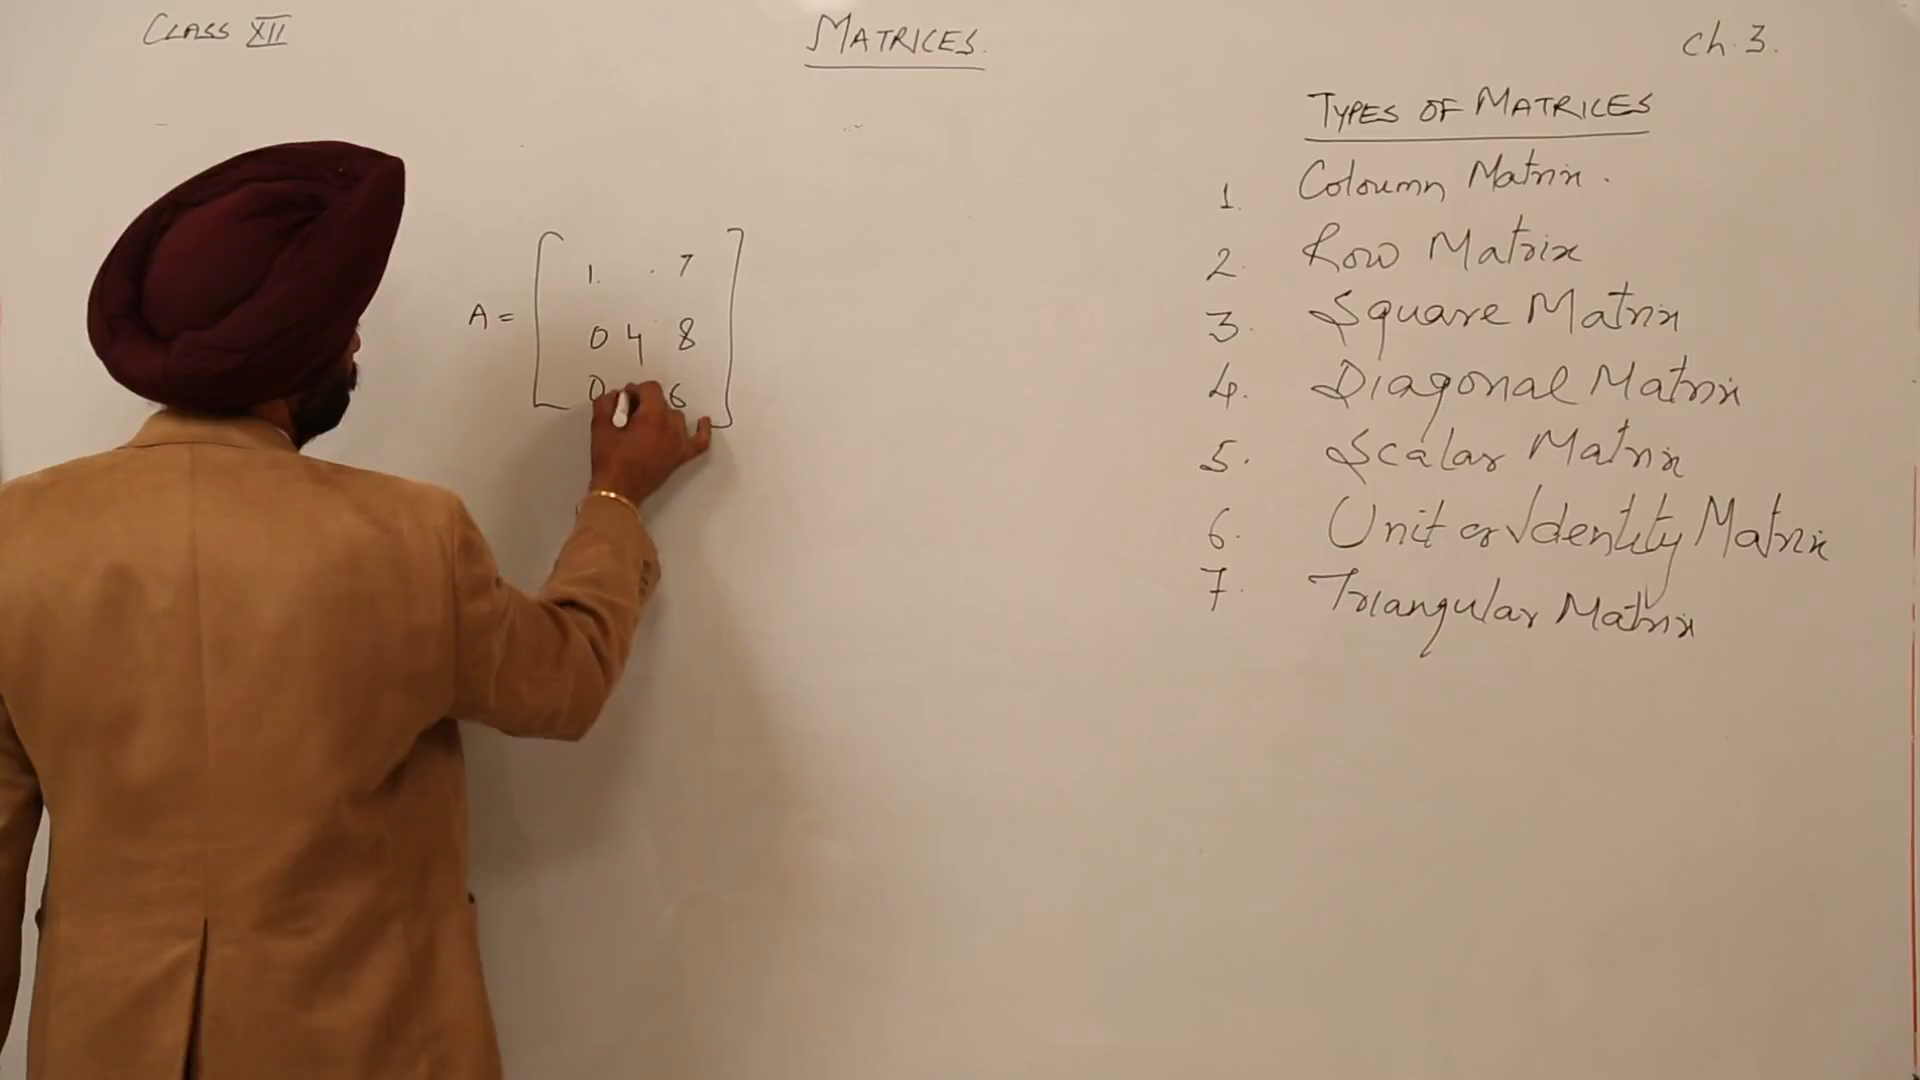 CLASS XII
MATRICES.
Ch. 3.
TYPES OF MATRICES
1. Coloumn Matrix.
2. Row Matrix
3. Square Matrix
4. Diagonal Matrix
5. Scalar Matrix
6. Unit or Identity Matrix
7. Triangular Matrix
1. . 7
A = 0 4 8
0 6